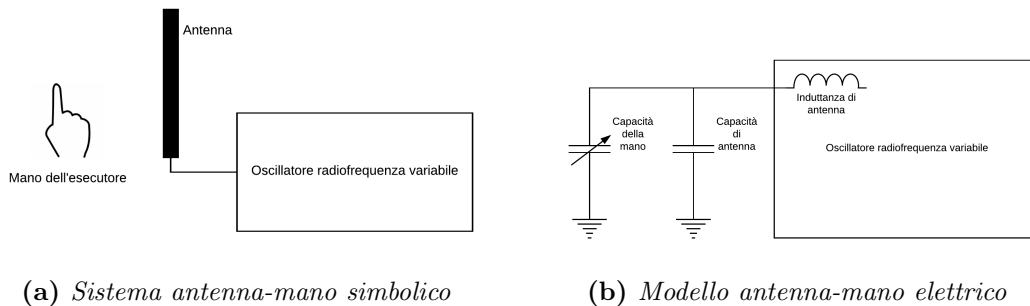 Antenna
Mano dell'esecutore
Oscillatore radiofrequenza variabile
(a) Sistema antenna-mano simbolico
Capacità
della
mano
Capacità
di
antenna
Induttanza di
antenna
Oscillatore radiofrequenza variabile
(b) Modello antenna-mano elettrico